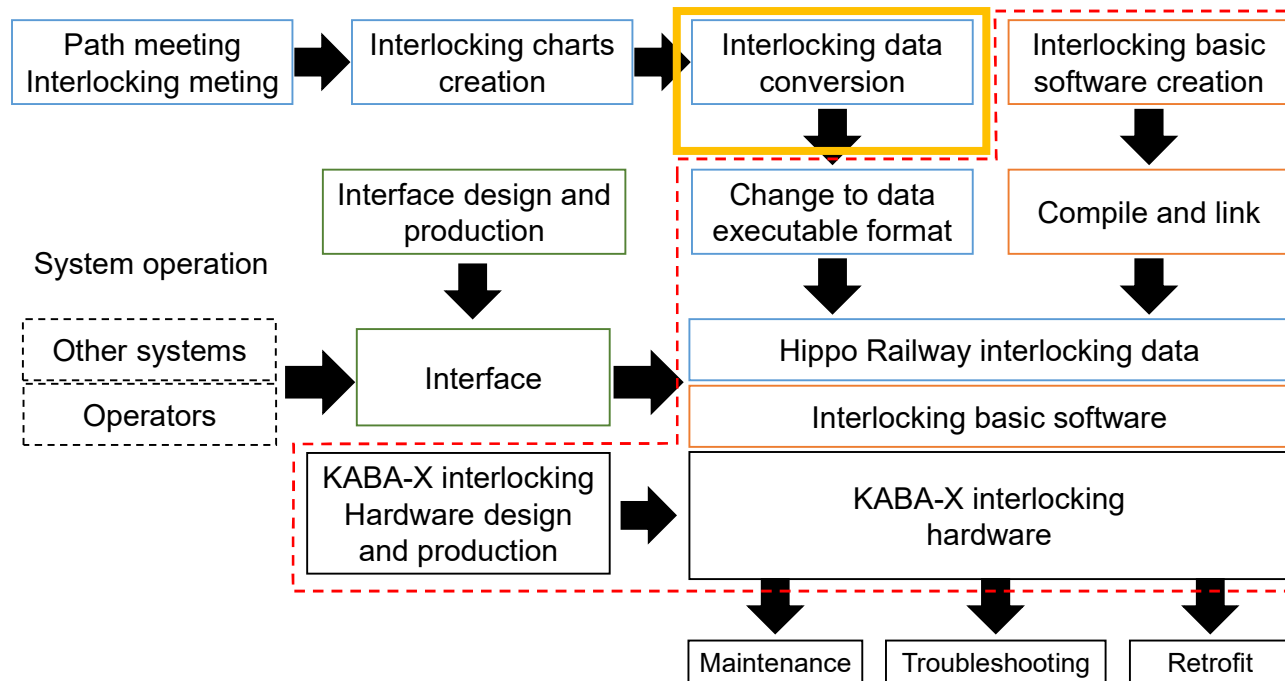 Path meeting
Interlocking meting
Interlocking charts
creation
Interlocking data
conversion
Interlocking basic
software creation
Interface design and
production
Change to data
executable format
Compile and link
System operation
Other systems
Operators
Interface
Hippo Railway interlocking data
Interlocking basic software
KABA-X interlocking
Hardware design
and production
KABA-X interlocking
hardware
Maintenance
Troubleshooting
Retrofit